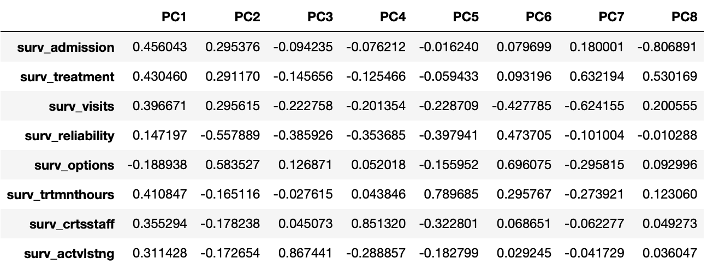 PC1 PC2 PC3 PC4 PC5 PC6 PC7 PC8
surv_admission 0.456043 0.295376 -0.094235 -0.076212 -0.016240 0.079699 0.180001 -0.806891
surv_treatment 0.430460 0.291170 -0.145656 -0.125466 -0.059433 0.093196 0.632194 0.530169
surv_visits 0.396671 0.295615 -0.222758 -0.201354 -0.228709 -0.427785 -0.624155 0.200555
surv_reliability 0.147197 -0.557889 -0.385926 -0.353685 -0.397941 0.473705 -0.101004 -0.010288
surv_options -0.188938 0.583527 0.126871 0.052018 -0.155952 0.696075 -0.295815 0.092996
surv_trtmnthours 0.410847 -0.165116 -0.027615 0.043846 0.789685 0.295767 -0.273921 0.123060
surv_crtsstaff 0.355294 -0.178238 0.045073 0.851320 -0.322801 0.068651 -0.062277 0.049273
surv_actvlstng 0.311428 -0.172654 0.867441 -0.288857 -0.182799 0.029245 -0.041729 0.036047